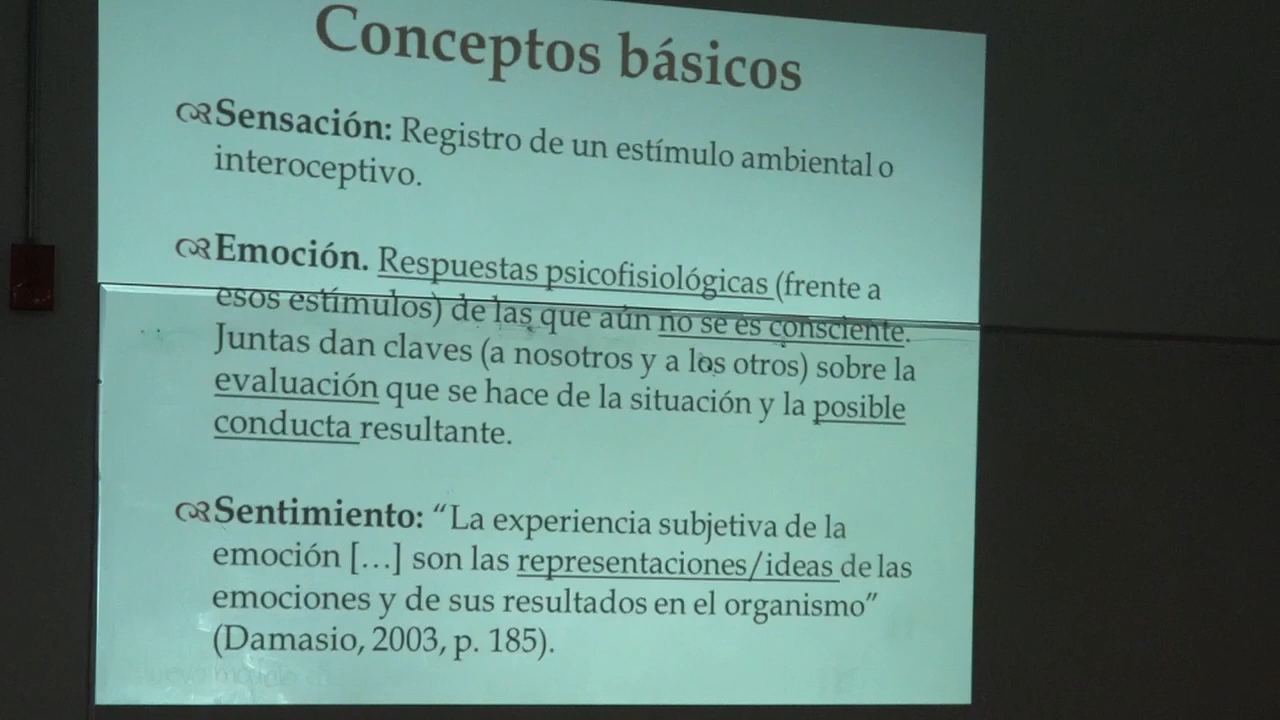 Conceptos básicos
Sensación: Registro de un estímulo ambiental o
interoceptivo.
Emoción. Respuestas psicofisiológicas (frente a
esos estímulos) de las que aún no se es consciente.
Juntas dan claves (a nosotros y a los otros) sobre la
evaluación que se hace de la situación y la posible
conducta resultante.
Sentimiento: “La experiencia subjetiva de la
emoción […] son las representaciones/ideas de las
emociones y de sus resultados en el organismo”
(Damasio, 2003, p. 185).